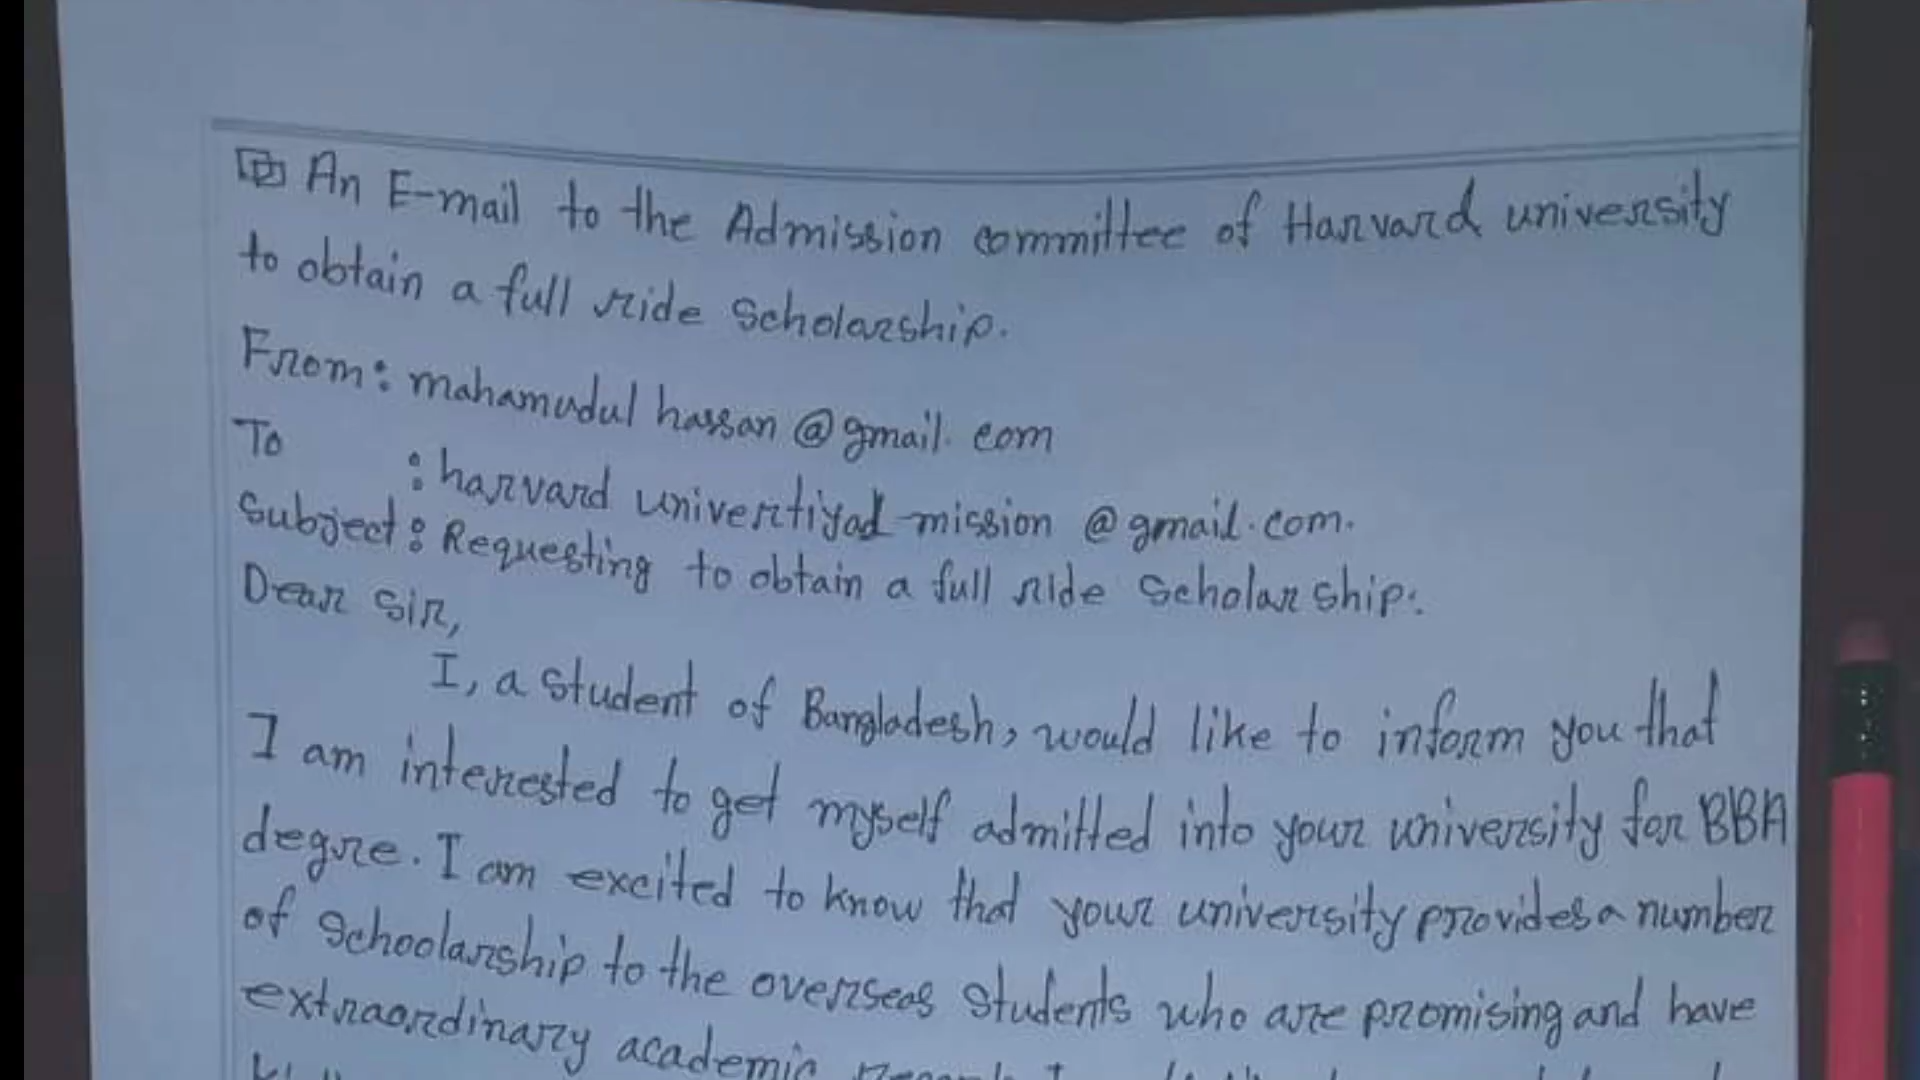 An E-mail to the Admission committee of Harvard university
to obtain a full ride scholarship.
From: mahamudul hassan @gmail.com
To : harvard univertiyad mission @gmail.com.
Subject: Requesting to obtain a full ride scholarship.
Dear sir,
I, a student of Bangladesh, would like to inform you that
I am interested to get myself admitted into your university for BBA
degre. I am excited to know that your university provides a number
of Schoolarship to the overseas students who are promising and have
extraordinary academic